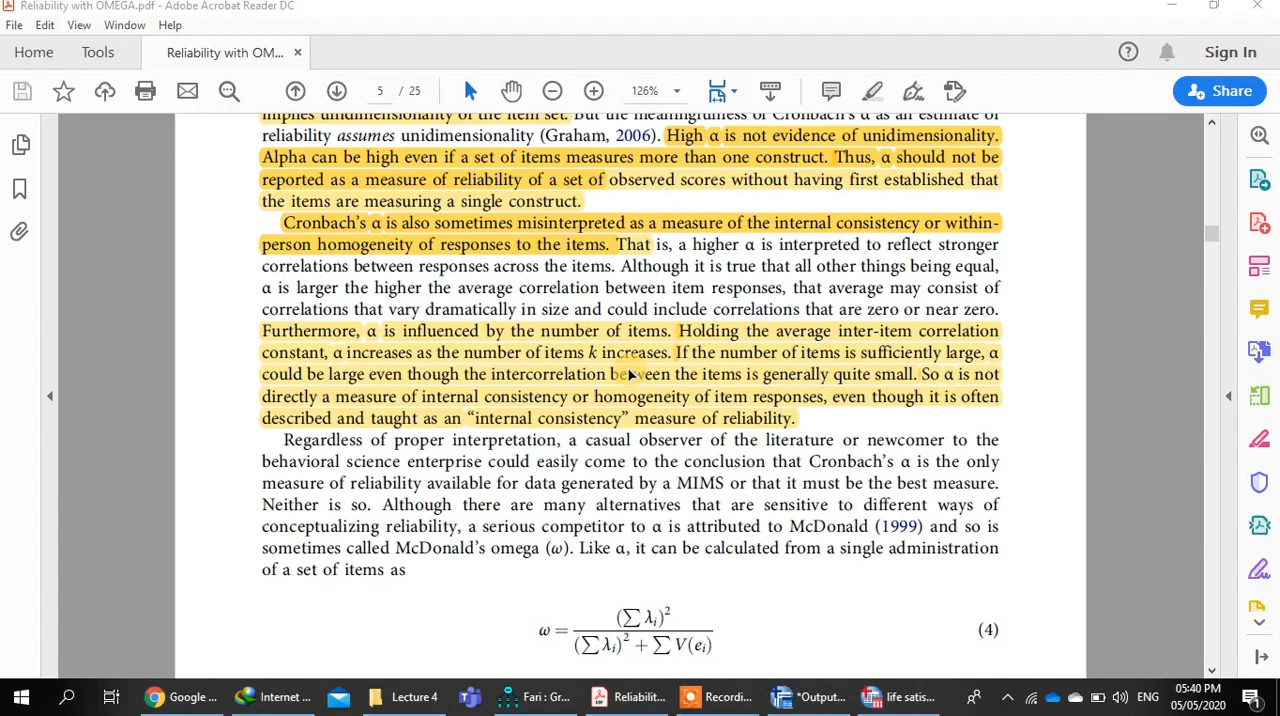 Reliability with OMEGA.pdf - Adobe Acrobat Reader DC
File Edit View Window Help
Home Tools Reliability with OM... × Sign In
5 / 25 126% Share
implies unidimensionality of the item set. But the meaningfulness of Cronbach's α as an estimate of
reliability assumes unidimensionality (Graham, 2006). High α is not evidence of unidimensionality.
Alpha can be high even if a set of items measures more than one construct. Thus, α should not be
reported as a measure of reliability of a set of observed scores without having first established that
the items are measuring a single construct.
Cronbach's α is also sometimes misinterpreted as a measure of the internal consistency or within-
person homogeneity of responses to the items. That is, a higher α is interpreted to reflect stronger
correlations between responses across the items. Although it is true that all other things being equal,
α is larger the higher the average correlation between item responses, that average may consist of
correlations that vary dramatically in size and could include correlations that are zero or near zero.
Furthermore, α is influenced by the number of items. Holding the average inter-item correlation
constant, α increases as the number of items k increases. If the number of items is sufficiently large, α
could be large even though the intercorrelation between the items is generally quite small. So α is not
directly a measure of internal consistency or homogeneity of item responses, even though it is often
described and taught as an “internal consistency” measure of reliability.
Regardless of proper interpretation, a casual observer of the literature or newcomer to the
behavioral science enterprise could easily come to the conclusion that Cronbach's α is the only
measure of reliability available for data generated by a MIMS or that it must be the best measure.
Neither is so. Although there are many alternatives that are sensitive to different ways of
conceptualizing reliability, a serious competitor to α is attributed to McDonald (1999) and so is
sometimes called McDonald's omega (ω). Like α, it can be calculated from a single administration
of a set of items as
ω = (∑ λi)² / ((∑ λi)² + ∑ V(ei)) (4)
Google ... Internet ... Lecture 4 Fari : Gr... Reliabilit... Recordi... *Output... life satis... ENG 05:40 PM
05/05/2020